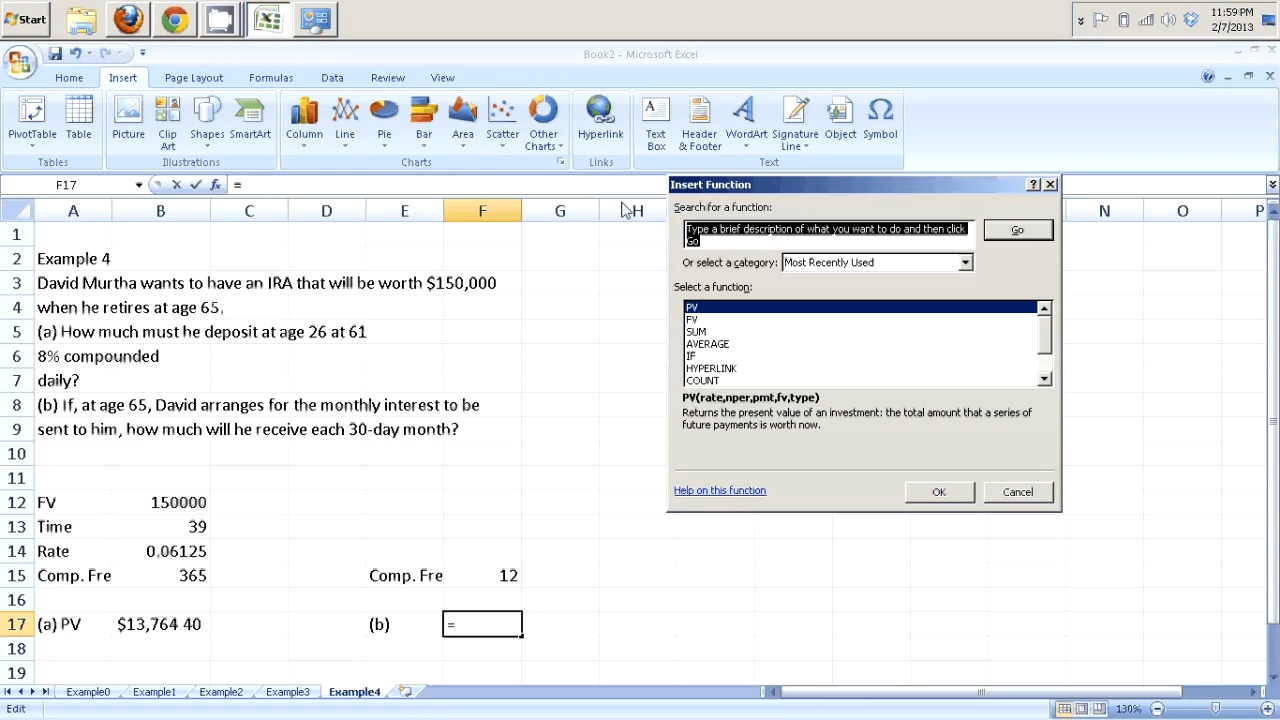 Start
11:59 PM
2/7/2013
Book2 - Microsoft Excel
Home Insert Page Layout Formulas Data Review View
PivotTable Table Picture Clip Art Shapes SmartArt Column Line Pie Bar Area Scatter Other Charts Hyperlink Text Box Header & Footer WordArt Signature Line Object Symbol
Tables Illustrations Charts Links Text
F17 fx =
A B C D E F G H N O P
1
2 Example 4
3 David Murtha wants to have an IRA that will be worth $150,000
4 when he retires at age 65.
5 (a) How much must he deposit at age 26 at 61
6 8% compounded
7 daily?
8 (b) If, at age 65, David arranges for the monthly interest to be
9 sent to him, how much will he receive each 30-day month?
10
11
12 FV 150000
13 Time 39
14 Rate 0.06125
15 Comp. Fre 365 Comp. Fre 12
16
17 (a) PV $13,764 40 (b) =
18
19
Insert Function
Search for a function:
Type a brief description of what you want to do and then click
Go
Go
Or select a category: Most Recently Used
Select a function:
PV
FV
SUM
AVERAGE
IF
HYPERLINK
COUNT
PV(rate,nper,pmt,fv,type)
Returns the present value of an investment: the total amount that a series of
future payments is worth now.
Help on this function OK Cancel
Example0 Example1 Example2 Example3 Example4
Edit 130%